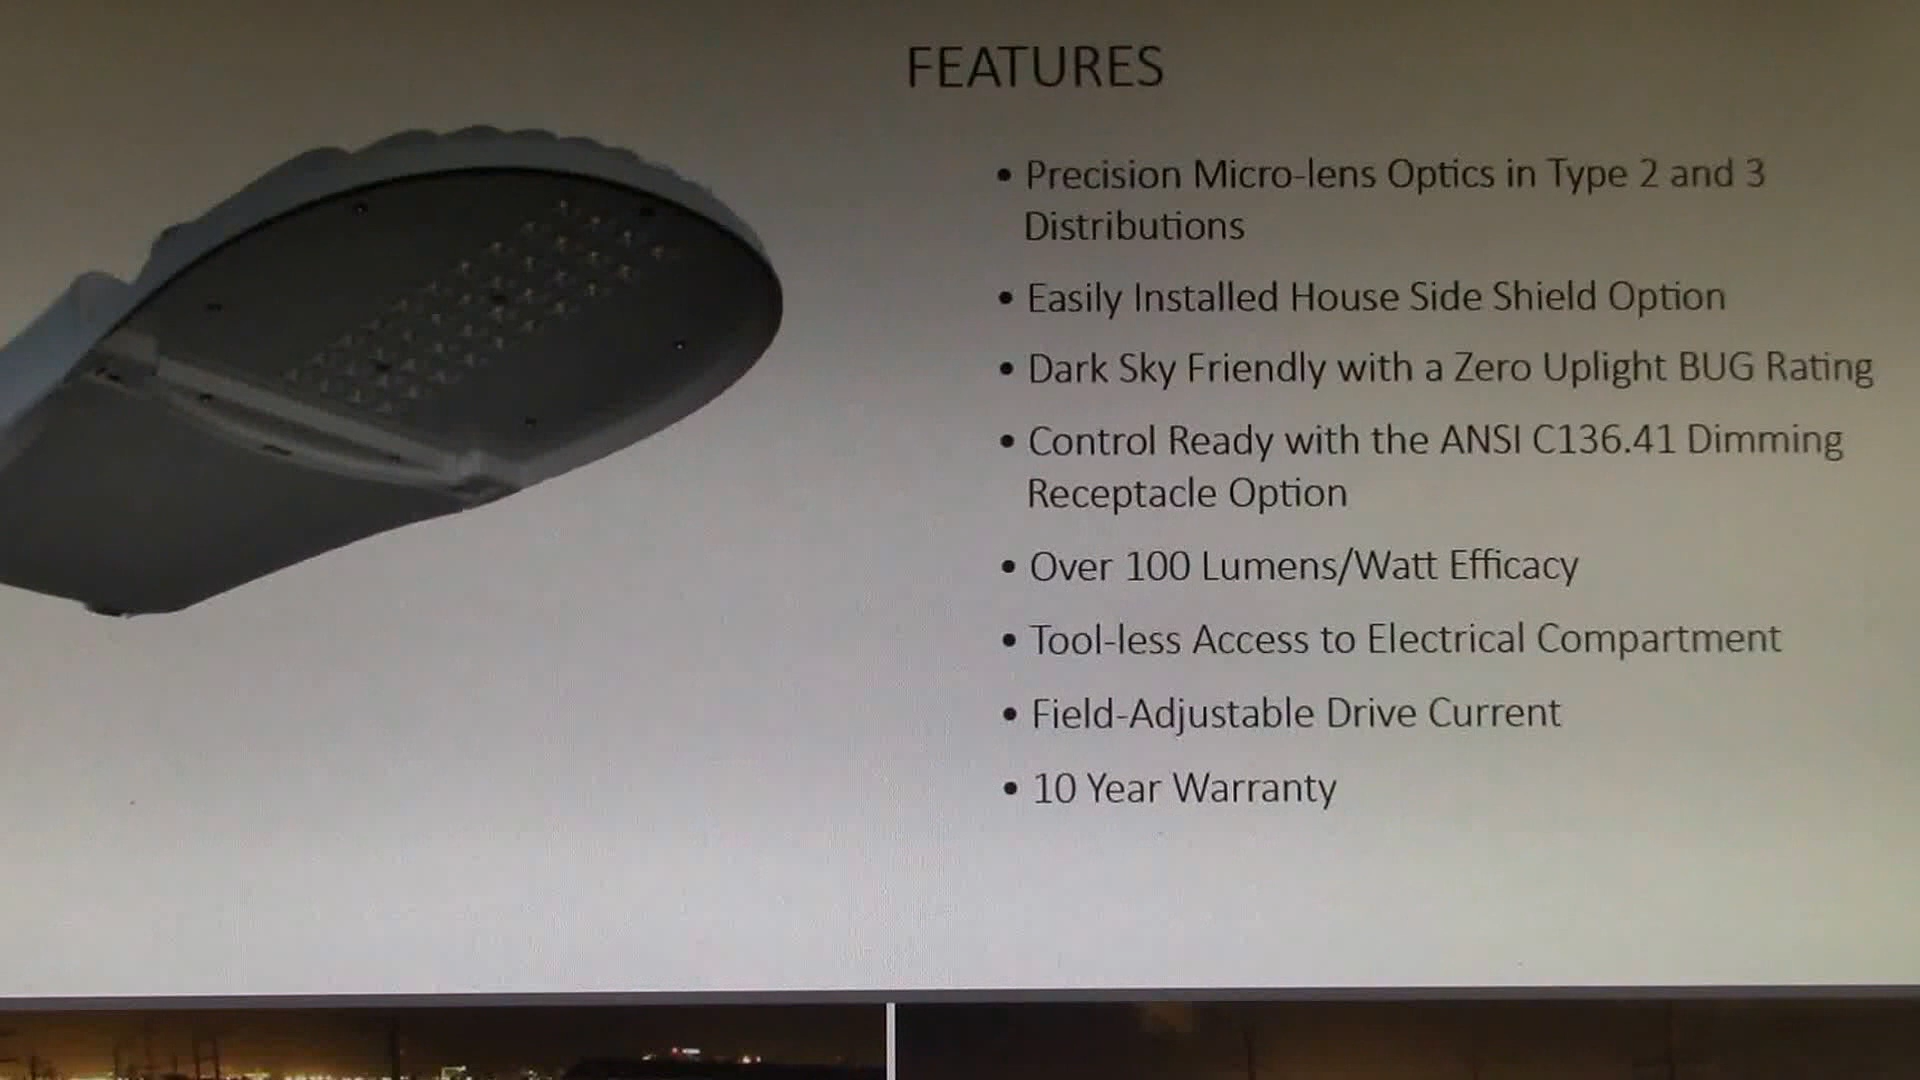 FEATURES
• Precision Micro-lens Optics in Type 2 and 3
Distributions
• Easily Installed House Side Shield Option
• Dark Sky Friendly with a Zero Uplight BUG Rating
• Control Ready with the ANSI C136.41 Dimming
Receptacle Option
• Over 100 Lumens/Watt Efficacy
• Tool-less Access to Electrical Compartment
• Field-Adjustable Drive Current
• 10 Year Warranty